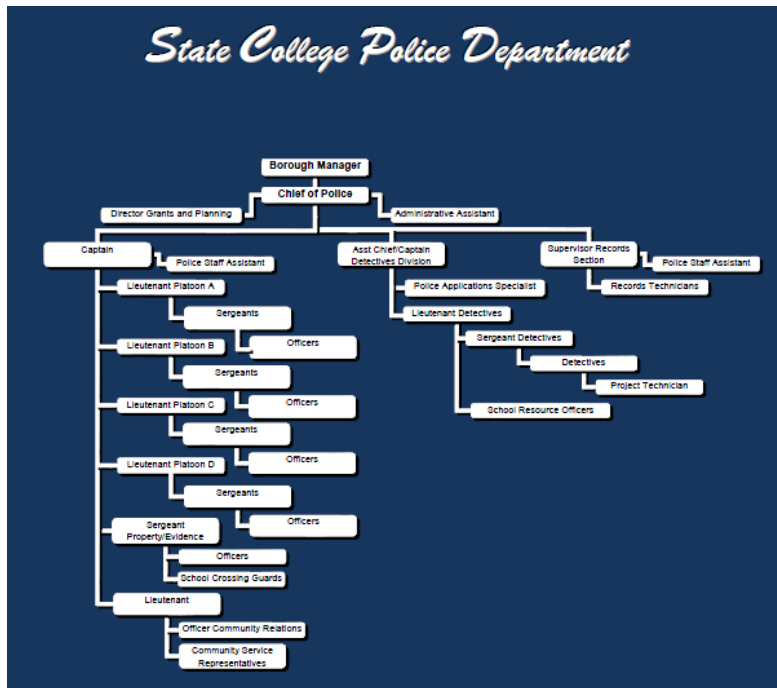 State College Police Department
Borough Manager
Chief of Police
Director Grants and Planning
Administrative Assistant
Captain
Police Staff Assistant
Asst Chief/Captain
Detectives Division
Supervisor Records
Section
Police Staff Assistant
Lieutenant Platoon A
Police Applications Specialist
Records Technicians
Sergeants
Lieutenant Detectives
Officers
Sergeant Detectives
Lieutenant Platoon B
Detectives
Sergeants
Project Technician
Officers
Lieutenant Platoon C
School Resource Officers
Sergeants
Officers
Lieutenant Platoon D
Sergeants
Officers
Sergeant
Property/Evidence
Officers
School Crossing Guards
Lieutenant
Officer Community Relations
Community Service
Representatives